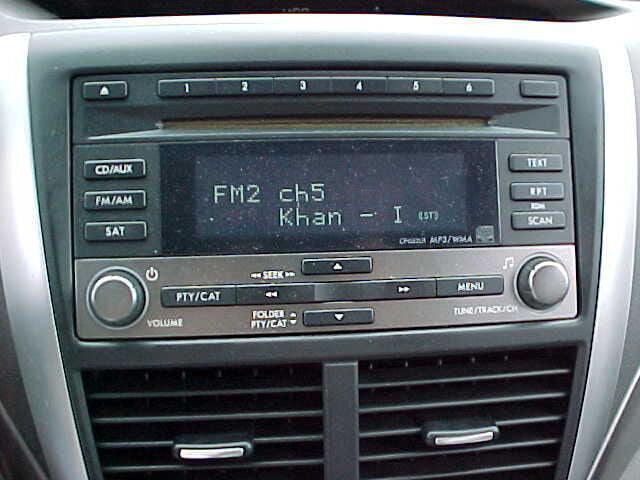 1 2 3 4 5 6
CD/AUX
FM/AM
SAT
FM2 ch5
Khan - I (ST)
MP3/WMA
TEXT
RPT
RDM
SCAN
SEEK
PTY/CAT
MENU
VOLUME
FOLDER
PTY/CAT
TUNE/TRACK/CH